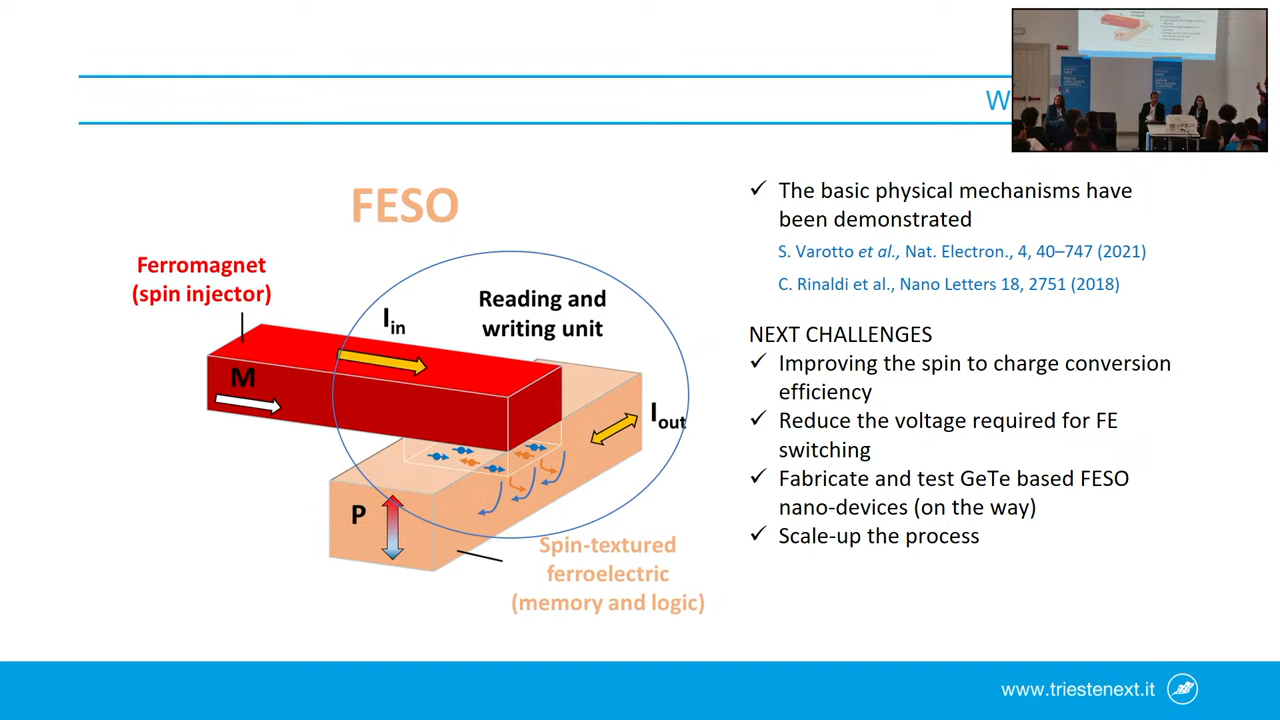 W
FESO
Ferromagnet
(spin injector)
Iin
Reading and
writing unit
M
Iout
P
Spin-textured
ferroelectric
(memory and logic)
✓ The basic physical mechanisms have
been demonstrated
S. Varotto et al., Nat. Electron., 4, 40–747 (2021)
C. Rinaldi et al., Nano Letters 18, 2751 (2018)
NEXT CHALLENGES
✓ Improving the spin to charge conversion
efficiency
✓ Reduce the voltage required for FE
switching
✓ Fabricate and test GeTe based FESO
nano-devices (on the way)
✓ Scale-up the process
www.triestenext.it